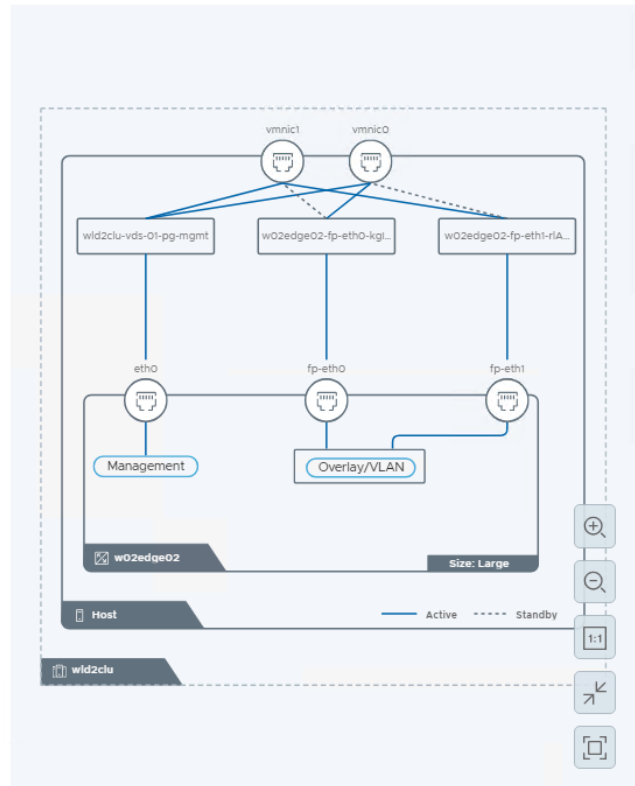 vmnic1 vmnic0
wld2clu-vds-01-pg-mgmt w02edge02-fp-eth0-kgl... w02edge02-fp-eth1-rlA...
eth0 fp-eth0 fp-eth1
Management Overlay/VLAN
w02edge02 Size: Large
Host Active Standby
1:1
wld2clu